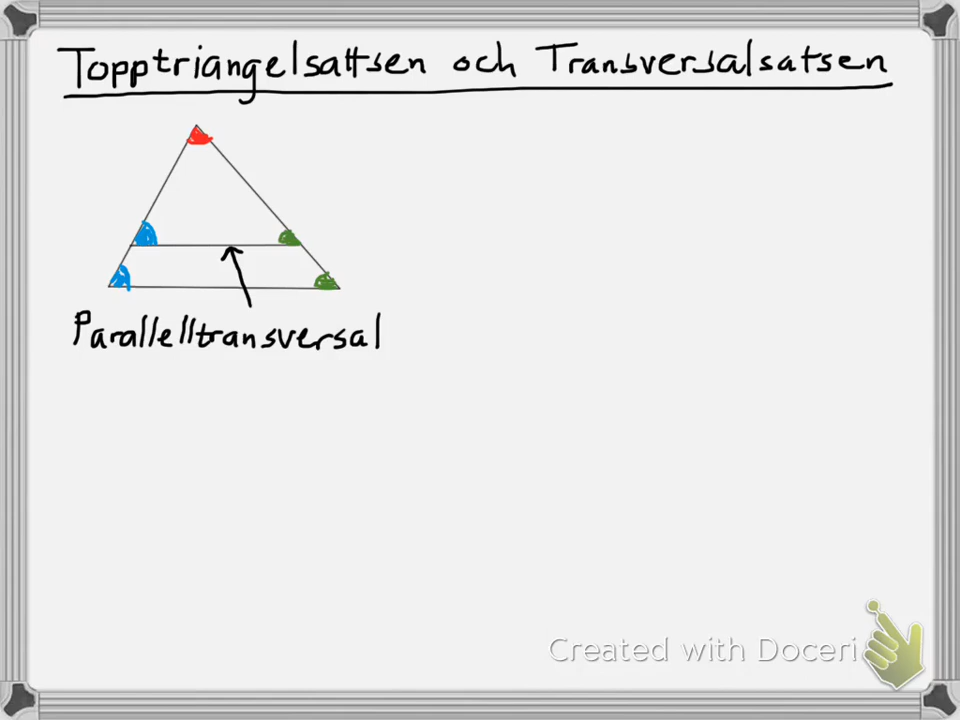 Topptriangelsattsen och Transversalsatsen
Parallelltransversal
Created with Doceri